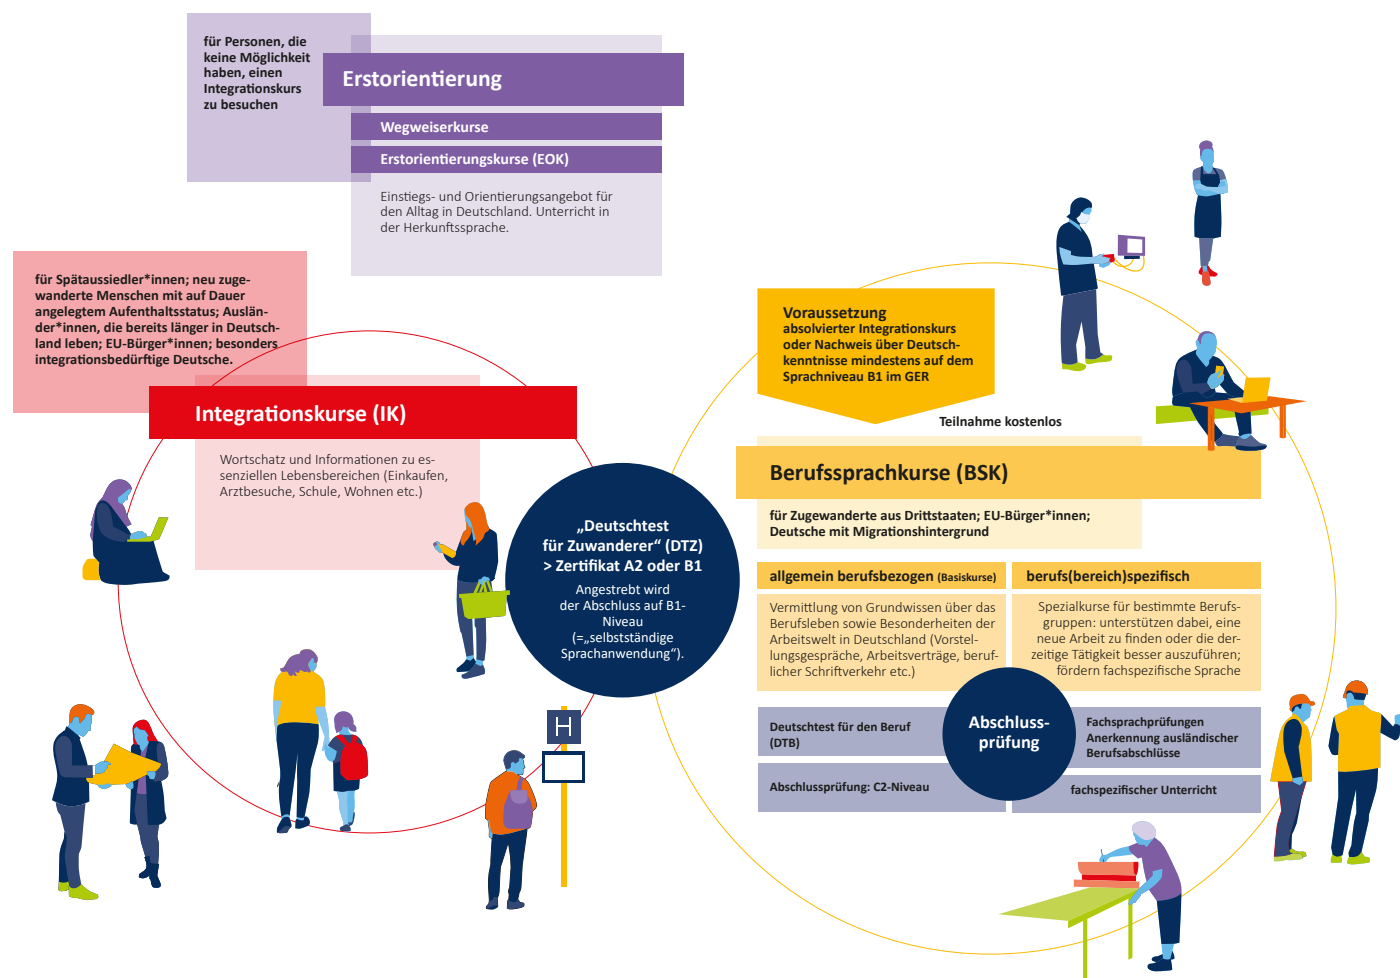 für Personen, die
keine Möglichkeit
haben, einen
Integrationskurs
zu besuchen
Erstorientierung
Wegweiserkurse
Erstorientierungskurse (EOK)
Einstiegs- und Orientierungsangebot für
den Alltag in Deutschland. Unterricht in
der Herkunftssprache.
für Spätaussiedler*innen; neu zuge-
wanderte Menschen mit auf Dauer
angelegtem Aufenthaltsstatus; Auslän-
der*innen, die bereits länger in Deutsch-
land leben; EU-Bürger*innen; besonders
integrationsbedürftige Deutsche.
Integrationskurse (IK)
Wortschatz und Informationen zu es-
senziellen Lebensbereichen (Einkaufen,
Arztbesuche, Schule, Wohnen etc.)
„Deutschtest
für Zuwanderer“ (DTZ)
> Zertifikat A2 oder B1
Angestrebt wird
der Abschluss auf B1-
Niveau
(=„selbstständige
Sprachanwendung“).
H
Voraussetzung
absolvierter Integrationskurs
oder Nachweis über Deutsch-
kenntnisse mindestens auf dem
Sprachniveau B1 im GER
Teilnahme kostenlos
Berufssprachkurse (BSK)
für Zugewanderte aus Drittstaaten; EU-Bürger*innen;
Deutsche mit Migrationshintergrund
allgemein berufsbezogen (Basiskurse)
Vermittlung von Grundwissen über das
Berufsleben sowie Besonderheiten der
Arbeitswelt in Deutschland (Vorstel-
lungsgespräche, Arbeitsverträge, beruf-
licher Schriftverkehr etc.)
berufs(bereich)spezifisch
Spezialkurse für bestimmte Berufs-
gruppen: unterstützen dabei, eine
neue Arbeit zu finden oder die der-
zeitige Tätigkeit besser auszuführen;
fördern fachspezifische Sprache
Abschluss-
prüfung
Deutschtest für den Beruf
(DTB)
Abschlussprüfung: C2-Niveau
Fachsprachprüfungen
Anerkennung ausländischer
Berufsabschlüsse
fachspezifischer Unterricht